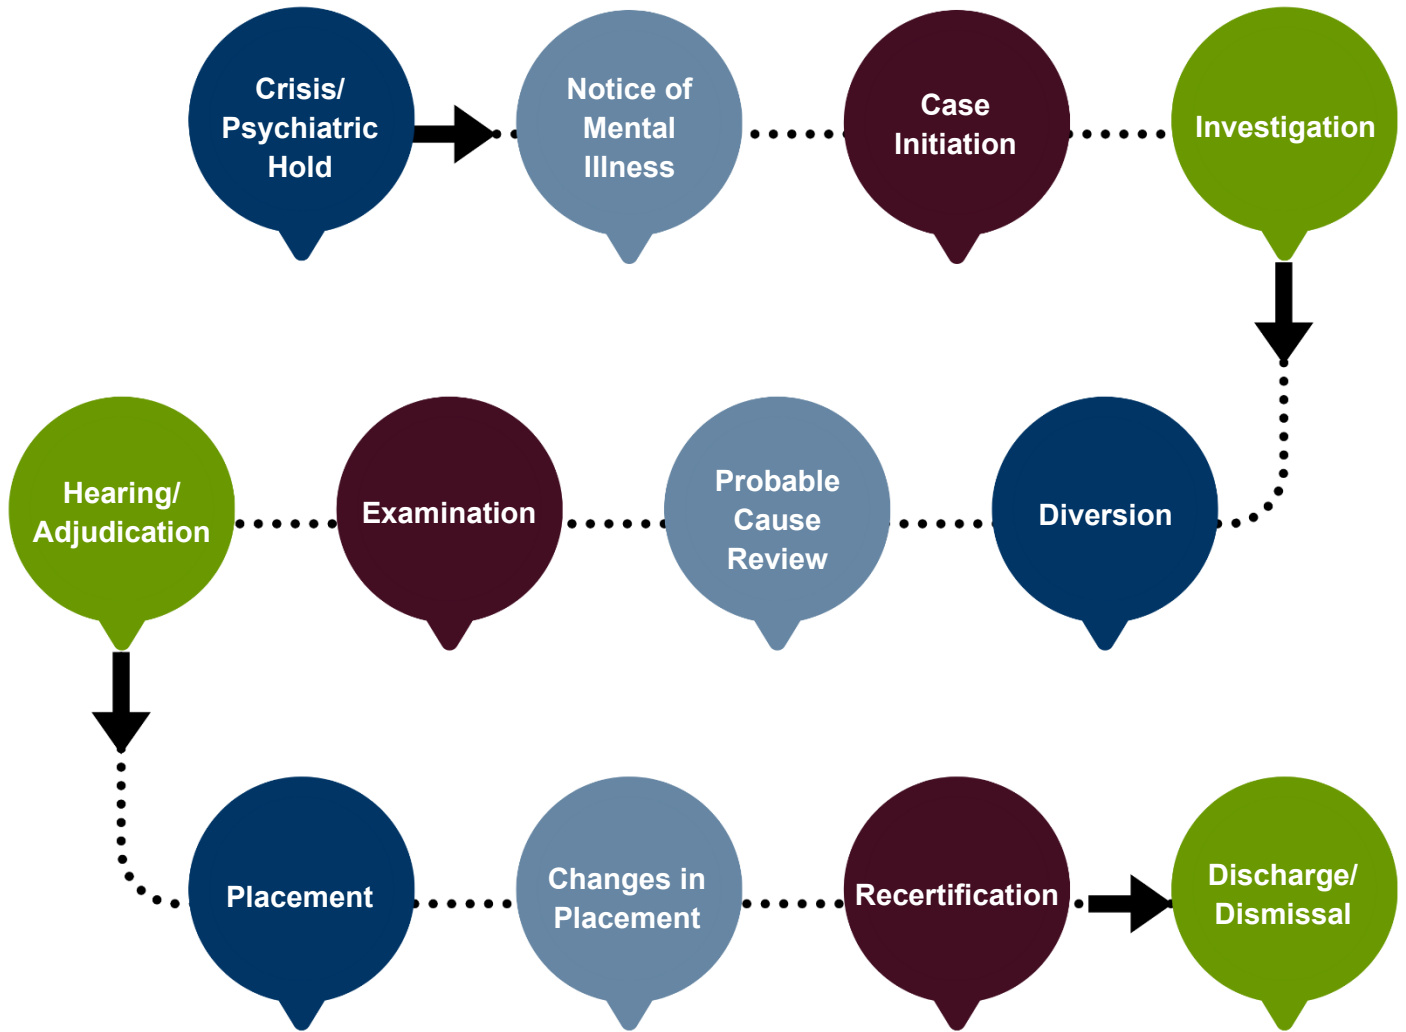 Crisis/
Psychiatric
Hold
Notice of
Mental
Illness
Case
Initiation
Investigation
Hearing/
Adjudication
Examination
Probable
Cause
Review
Diversion
Placement
Changes in
Placement
Recertification
Discharge/
Dismissal